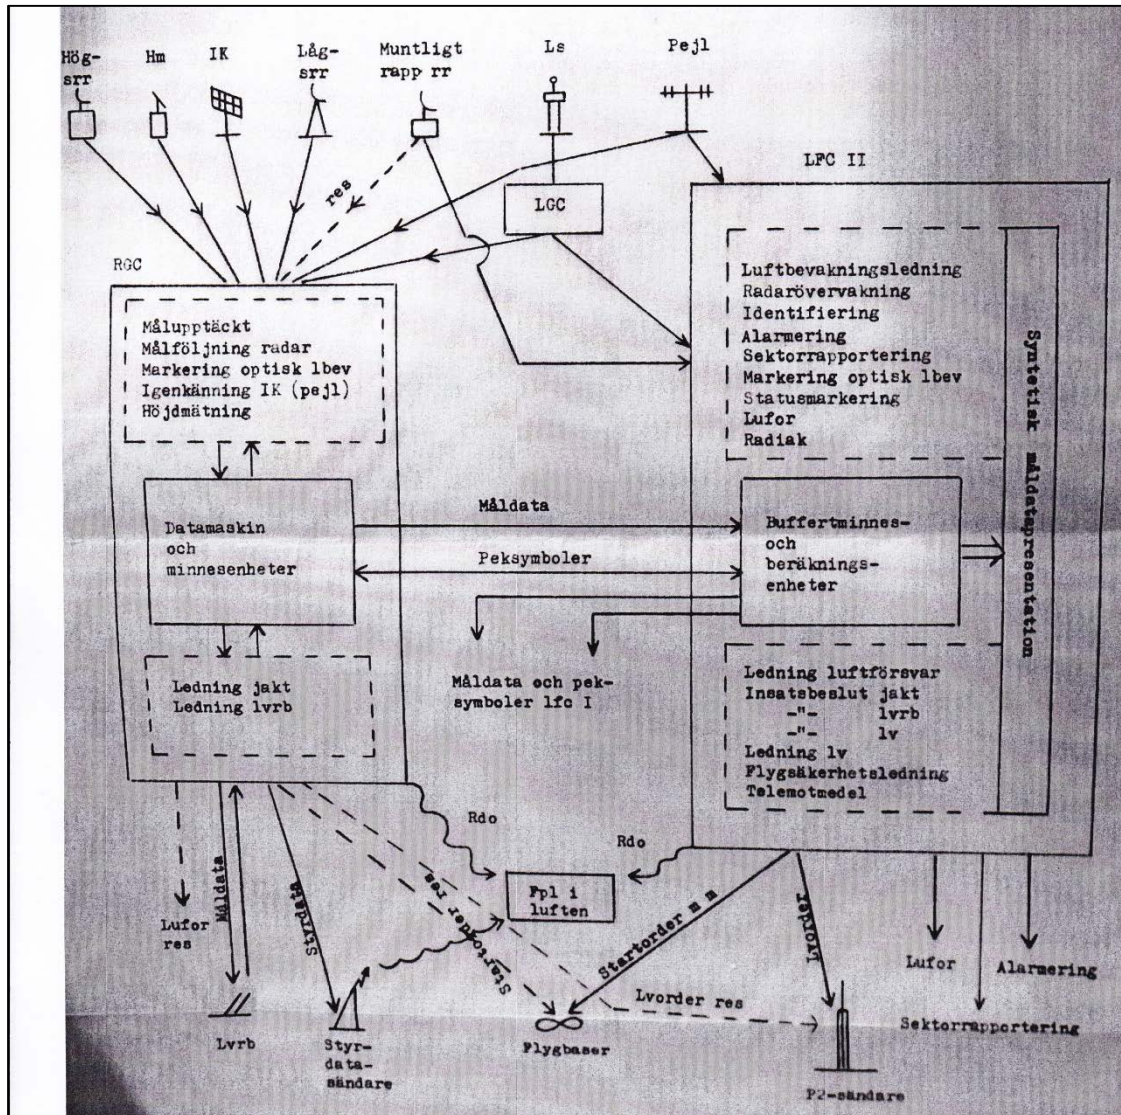 Hög-
srr
Hm
IK
Låg-
srr
Muntligt
rapp rr
Ls
Pejl
res
LGC
LFC II
RGC
Målupptäckt
Målföljning radar
Markering optisk lbev
Igenkänning IK (pejl)
Höjdmätning
Luftbevakningsledning
Radarövervakning
Identifiering
Alarmering
Sektorrapportering
Markering optisk lbev
Statusmarkering
Lufor
Radiak
Syntetisk måldatapresentation
Datamaskin
och
minnesenheter
Måldata
Peksymboler
Buffertminnes-
och
beräknings-
enheter
Måldata och pek-
symboler lfc I
Ledning jakt
Ledning lvrb
Ledning luftförsvar
Insatsbeslut jakt
-"- lvrb
-"- lv
Ledning lv
Flygsäkerhetsledning
Telemotmedel
Rdo
Rdo
Fpl i
luften
Lufor
res
Måldata
Styrdata
Startorder res
Startorder m m
Lvorder
Lvorder res
Lufor
Alarmering
Sektorrapportering
Lvrb
Styr-
data-
sändare
Flygbaser
P2-sändare